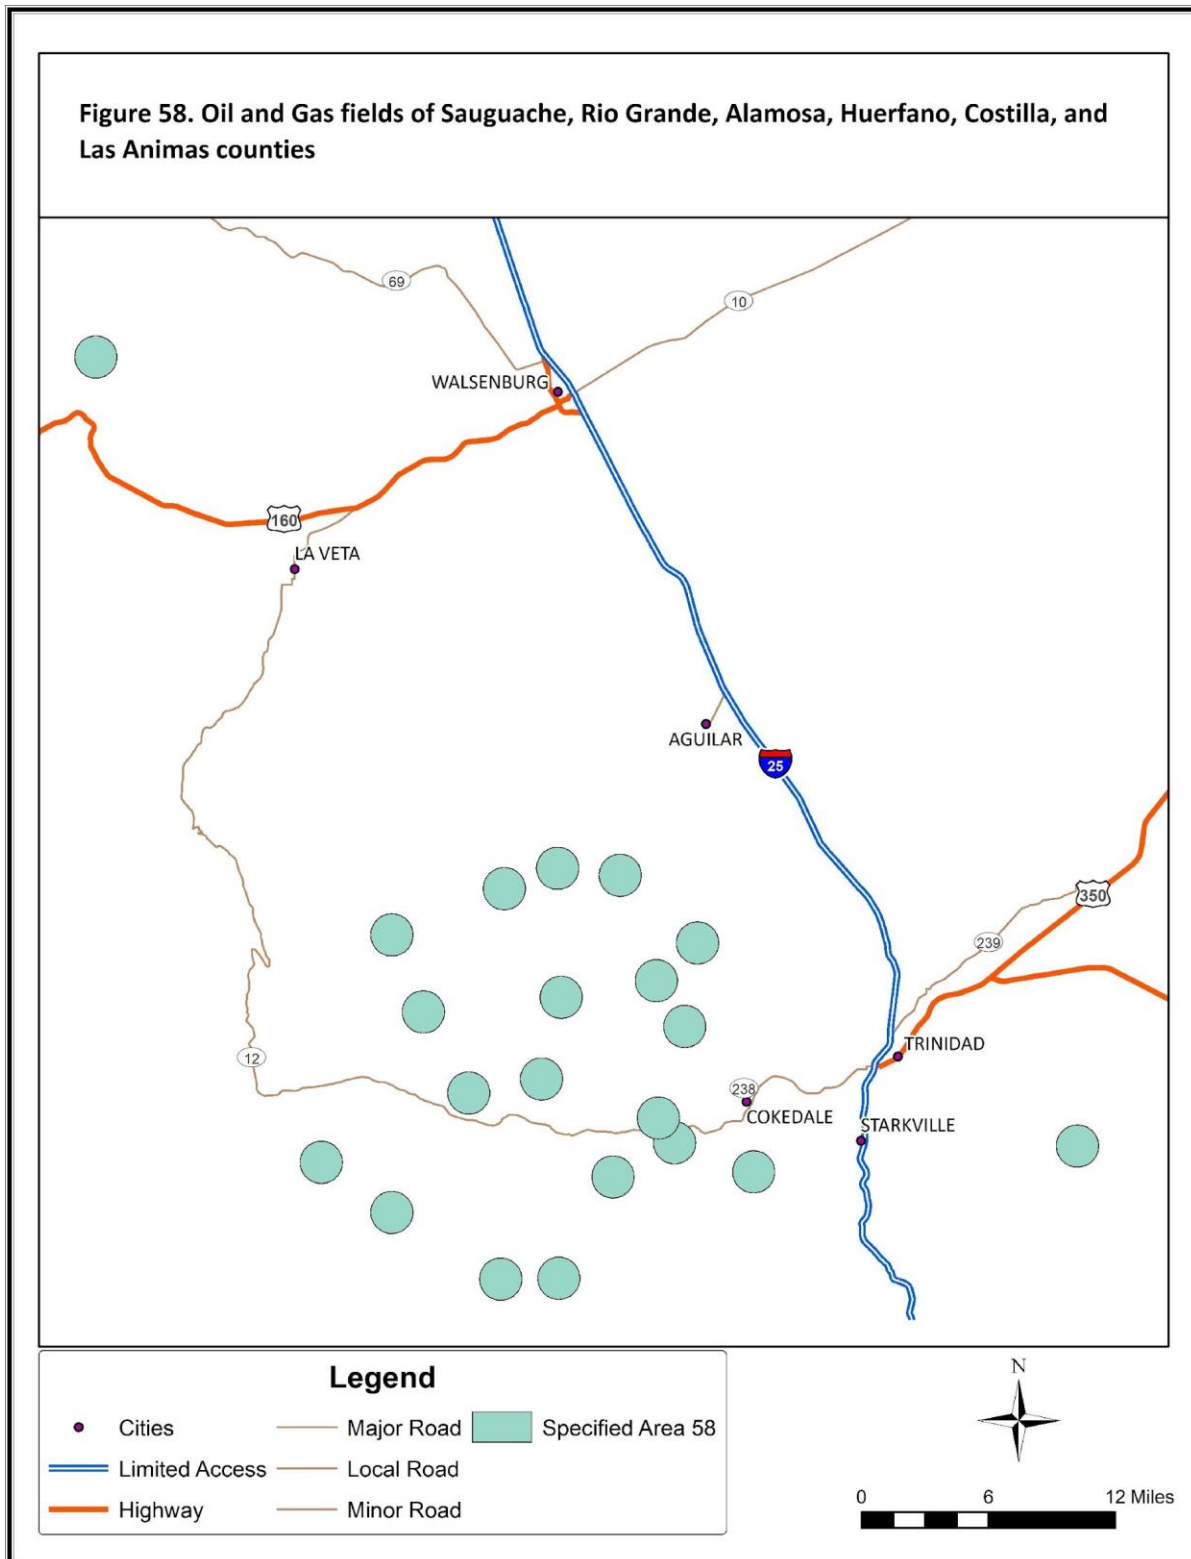 Figure 58. Oil and Gas fields of Sauguache, Rio Grande, Alamosa, Huerfano, Costilla, and
Las Animas counties
69
10
WALSENBURG
160
LA VETA
AGUILAR
25
350
239
12
TRINIDAD
238
COKEDALE
STARKVILLE
Legend
Cities
Major Road
Specified Area 58
Limited Access
Local Road
Highway
Minor Road
N
0 6 12 Miles